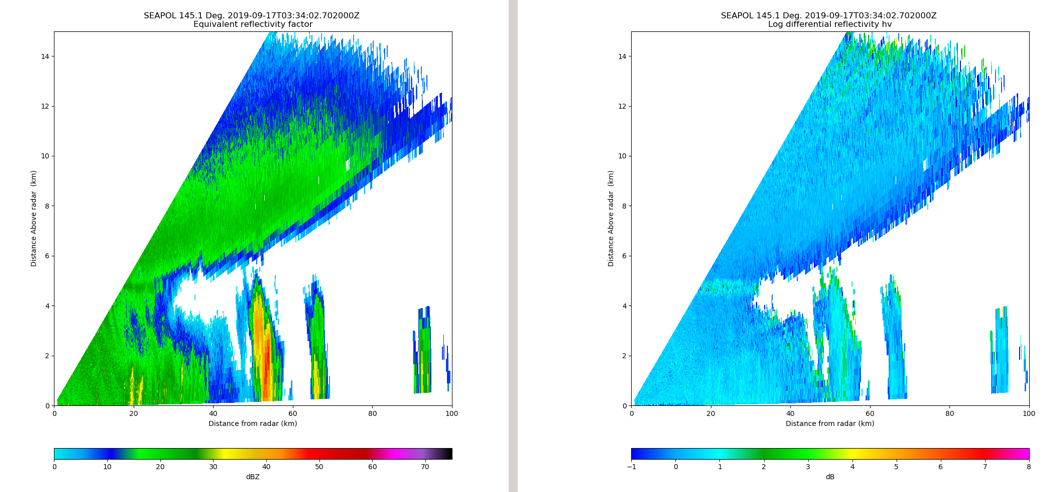 SEAPOL 145.1 Deg. 2019-09-17T03:34:02.702000Z
Equivalent reflectivity factor
Distance Above radar (km)
14
12
10
8
6
4
2
0
0 20 40 60 80 100
Distance from radar (km)
0 10 20 30 40 50 60 70
dBZ
SEAPOL 145.1 Deg. 2019-09-17T03:34:02.702000Z
Log differential reflectivity hv
Distance Above radar (km)
14
12
10
8
6
4
2
0
0 20 40 60 80 100
Distance from radar (km)
−1 0 1 2 3 4 5 6 7 8
dB